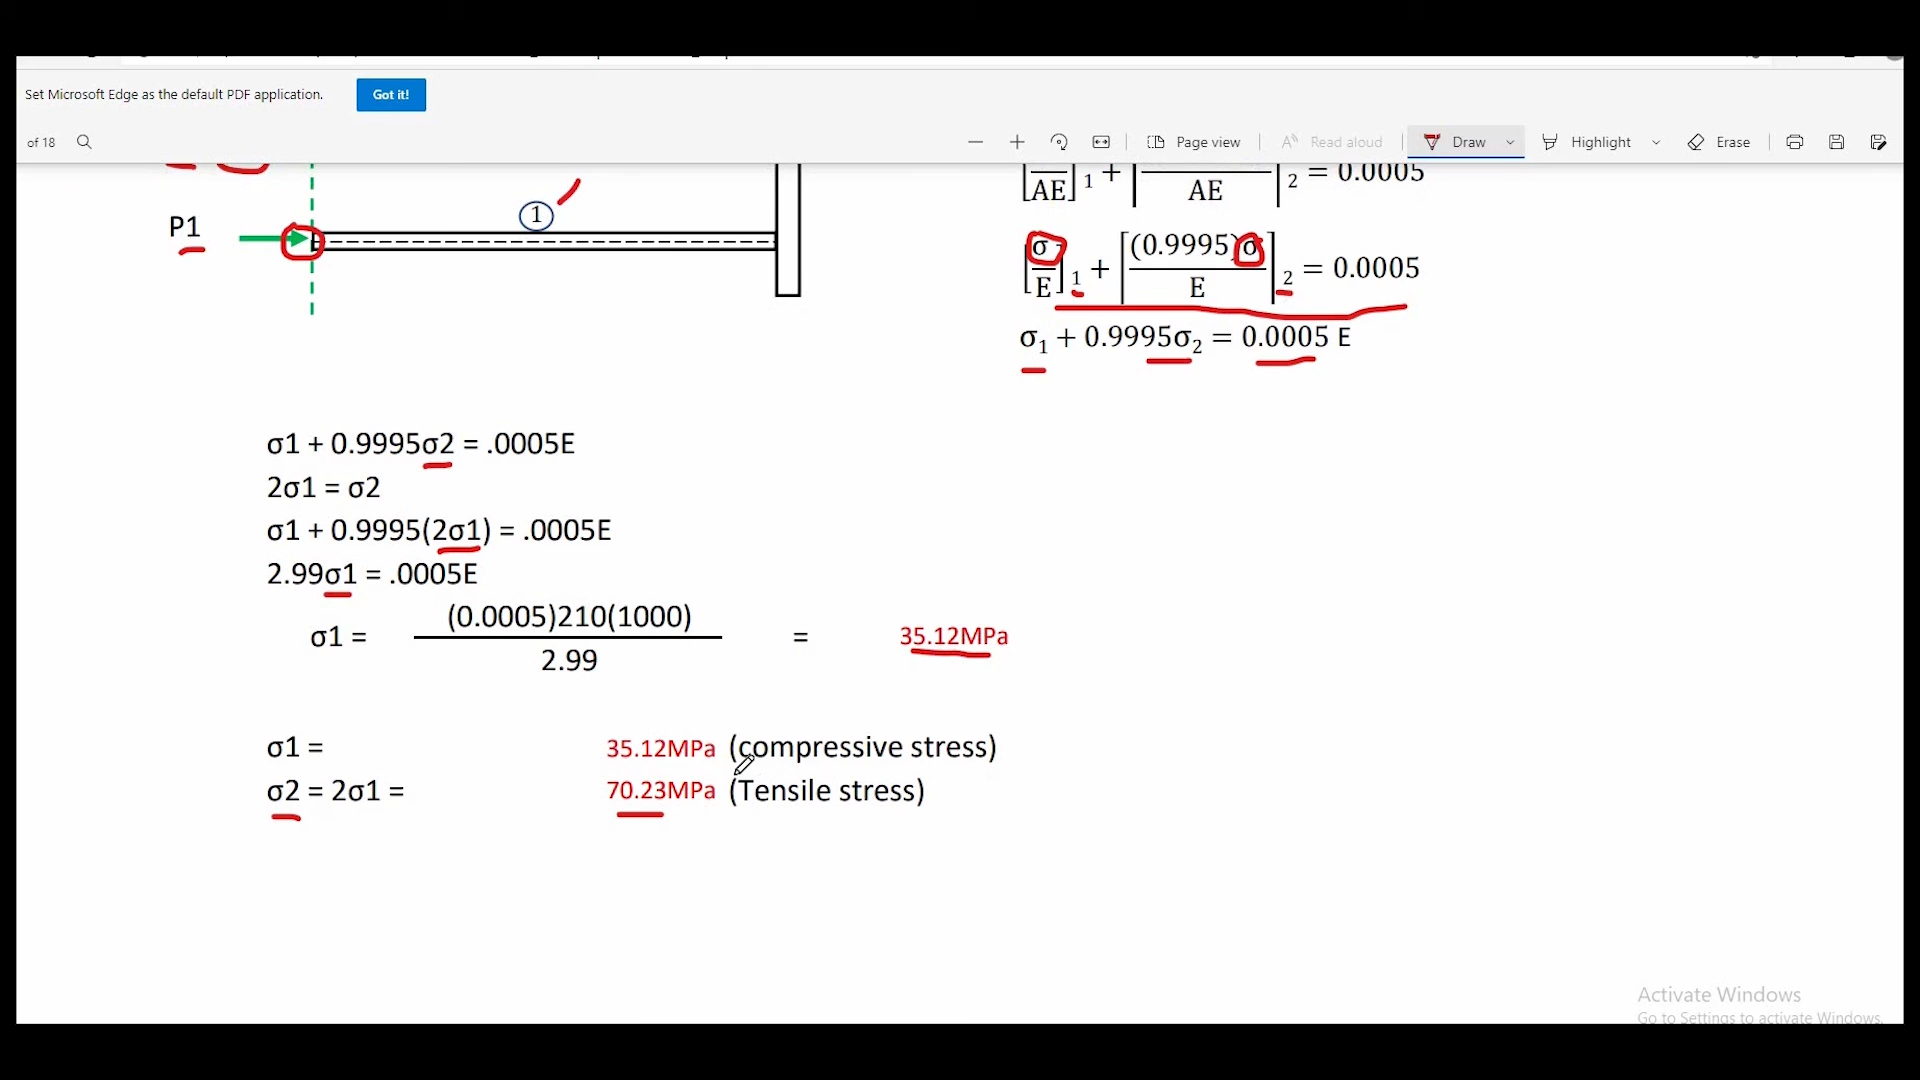 Set Microsoft Edge as the default PDF application.
Got it!
of 18
Page view
Read aloud
Draw
Highlight
Erase
P1
1
[ /AE]1 + [ /AE]2 = 0.0005
[σ/E]1 + [(0.9995)σ/E]2 = 0.0005
σ1 + 0.9995σ2 = 0.0005 E
σ1 + 0.9995σ2 = .0005E
2σ1 = σ2
σ1 + 0.9995(2σ1) = .0005E
2.99σ1 = .0005E
σ1 = (0.0005)210(1000) / 2.99 = 35.12MPa
σ1 = 35.12MPa (compressive stress)
σ2 = 2σ1 = 70.23MPa (Tensile stress)
Activate Windows
Go to Settings to activate Windows.